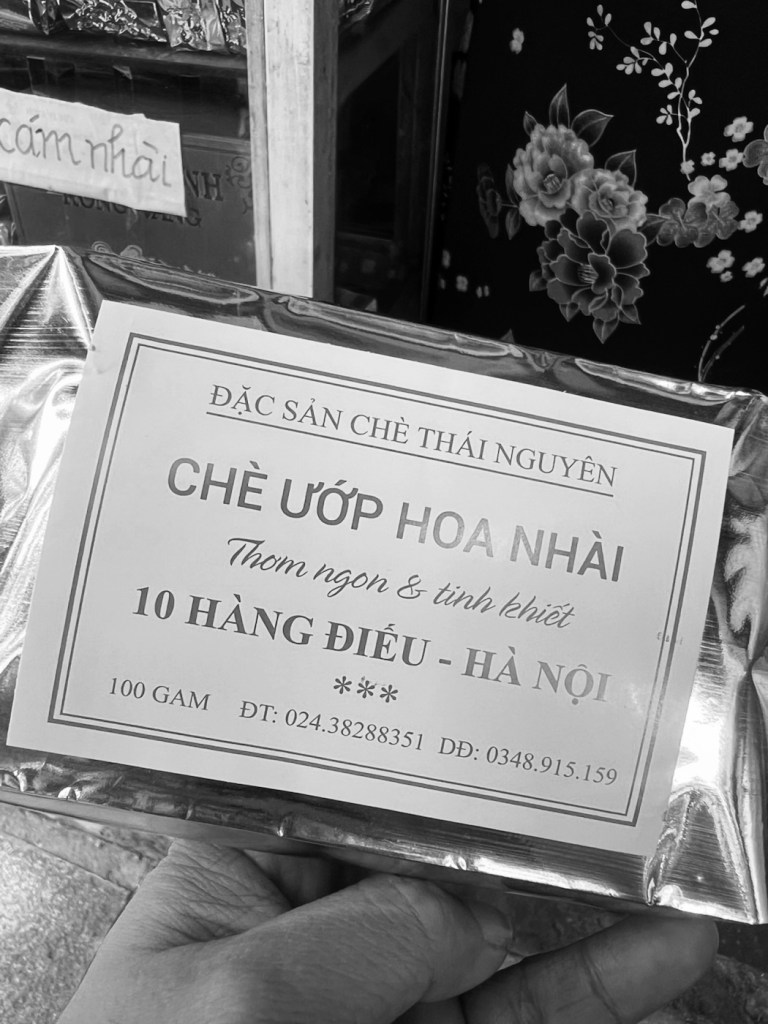 cám nhài
ĐẶC SẢN CHÈ THÁI NGUYÊN
CHÈ ƯỚP HOA NHÀI
Thơm ngon & tinh khiết
10 HÀNG ĐIẾU - HÀ NỘI
***
100 GAM ĐT: 024.38288351 DĐ: 0348.915.159